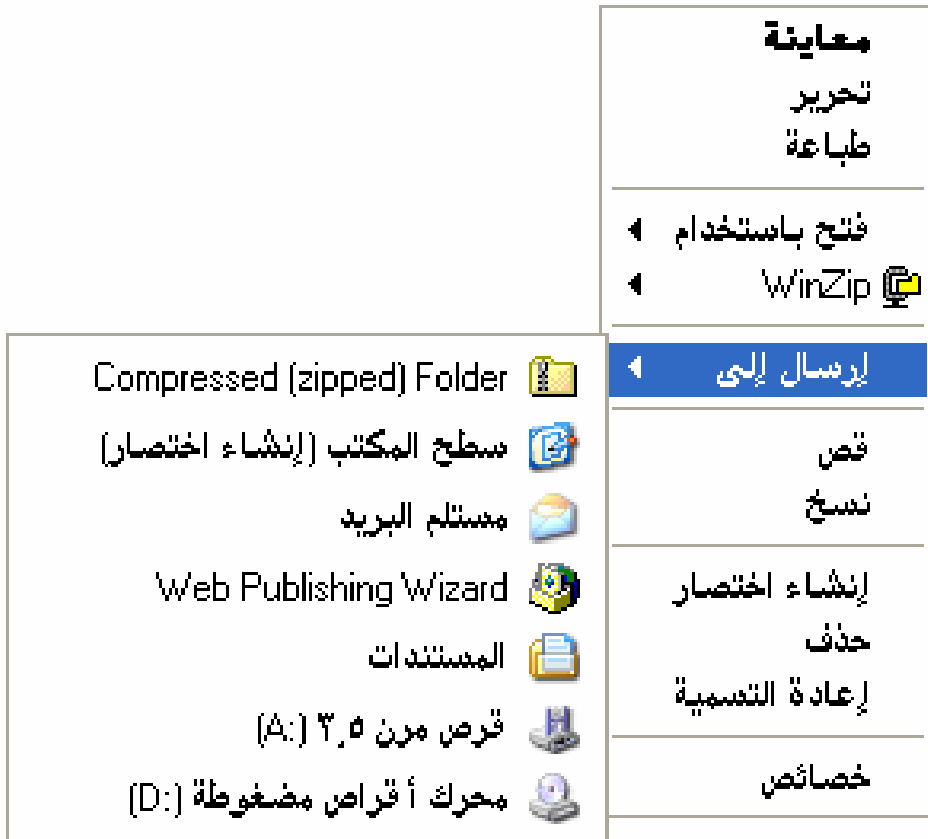 معاينة
تحرير
طباعة
فتح باستخدام
WinZip
إرسال إلى
قص
نسخ
إنشاء اختصار
حذف
إعادة التسمية
خصائص
Compressed (zipped) Folder
سطح المكتب (إنشاء اختصار)
مستلم البريد
Web Publishing Wizard
المستندات
قرص مرن ٣,٥ (A:)
محرك أقراص مضغوطة (D:)